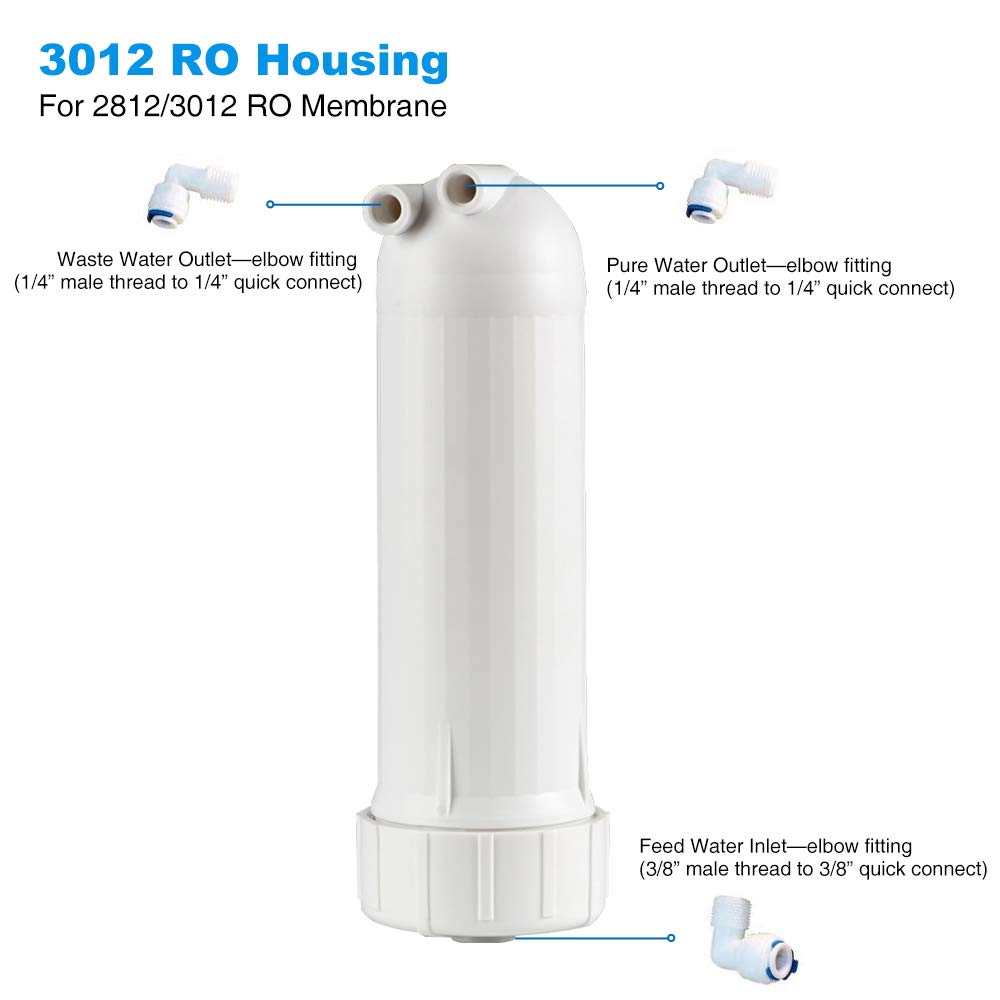 3012 RO Housing
For 2812/3012 RO Membrane
Waste Water Outlet—elbow fitting
(1/4” male thread to 1/4” quick connect)
Pure Water Outlet—elbow fitting
(1/4” male thread to 1/4” quick connect)
Feed Water Inlet—elbow fitting
(3/8” male thread to 3/8” quick connect)